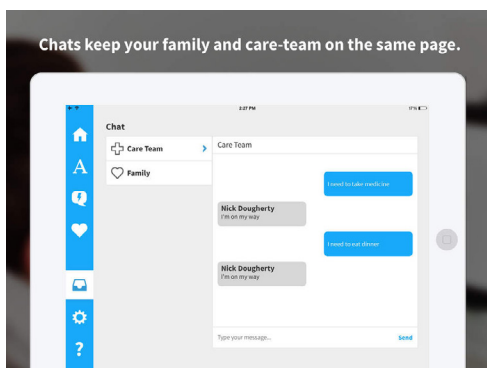 Chats keep your family and care-team on the same page.
2:27 PM
Chat
Care Team
Family
A
?
Care Team
I need to take medicine
Nick Dougherty
I'm on my way
I need to eat dinner
Nick Dougherty
I'm on my way
Type your message...
Send